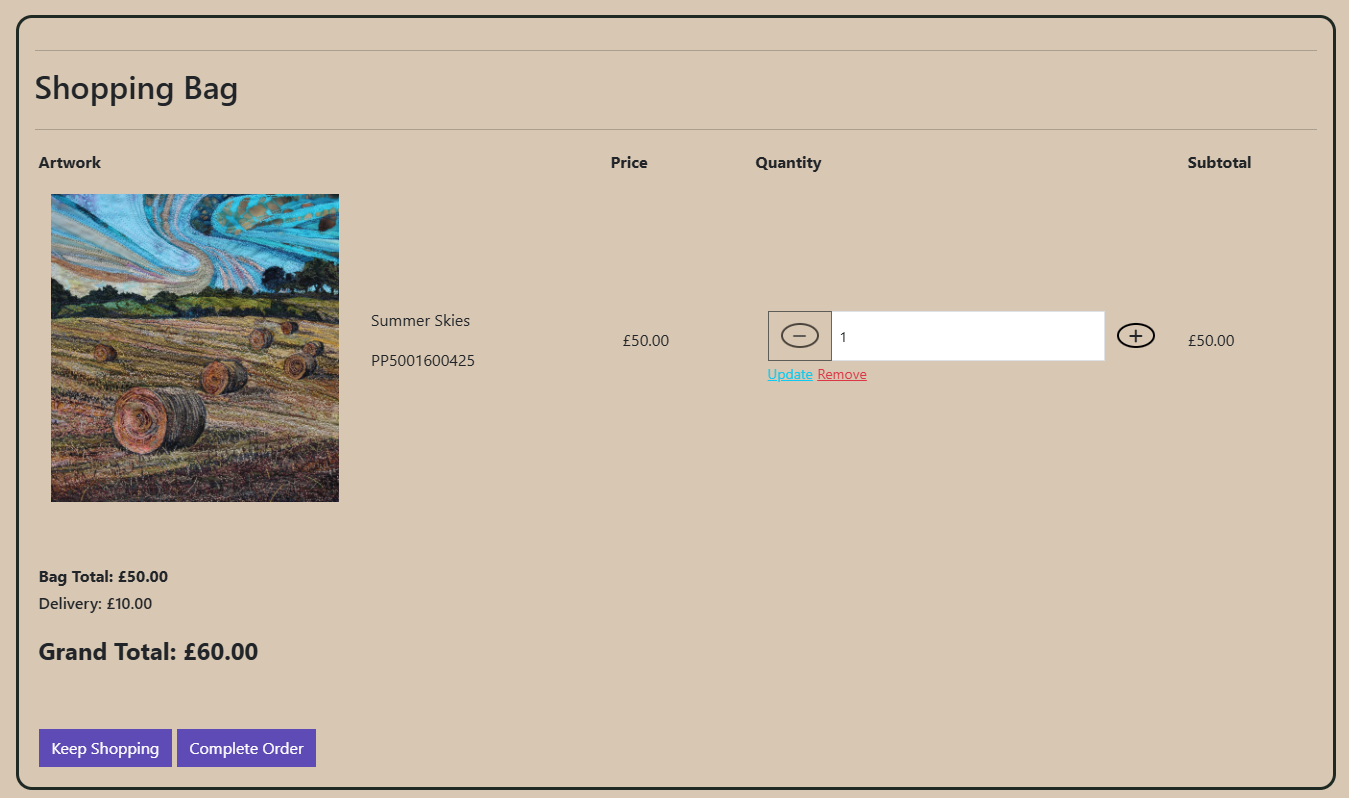 Shopping Bag
Artwork Price Quantity Subtotal
Summer Skies
PP5001600425
£50.00
1
Update Remove
£50.00
Bag Total: £50.00
Delivery: £10.00
Grand Total: £60.00
Keep Shopping Complete Order